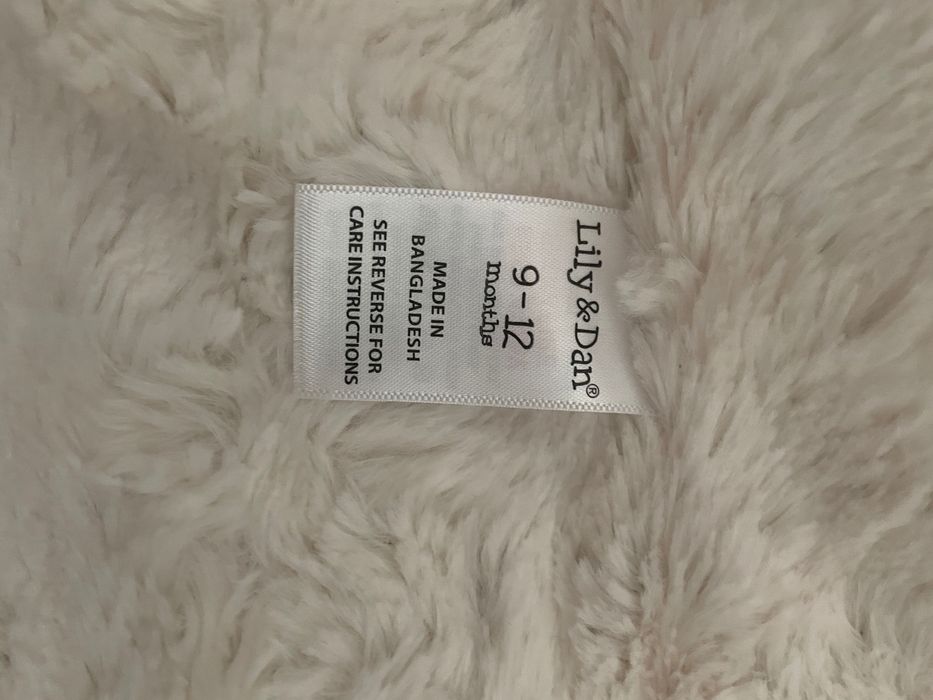 Lily & Dan®
9-12
months
MADE IN
BANGLADESH
SEE REVERSE FOR
CARE INSTRUCTIONS